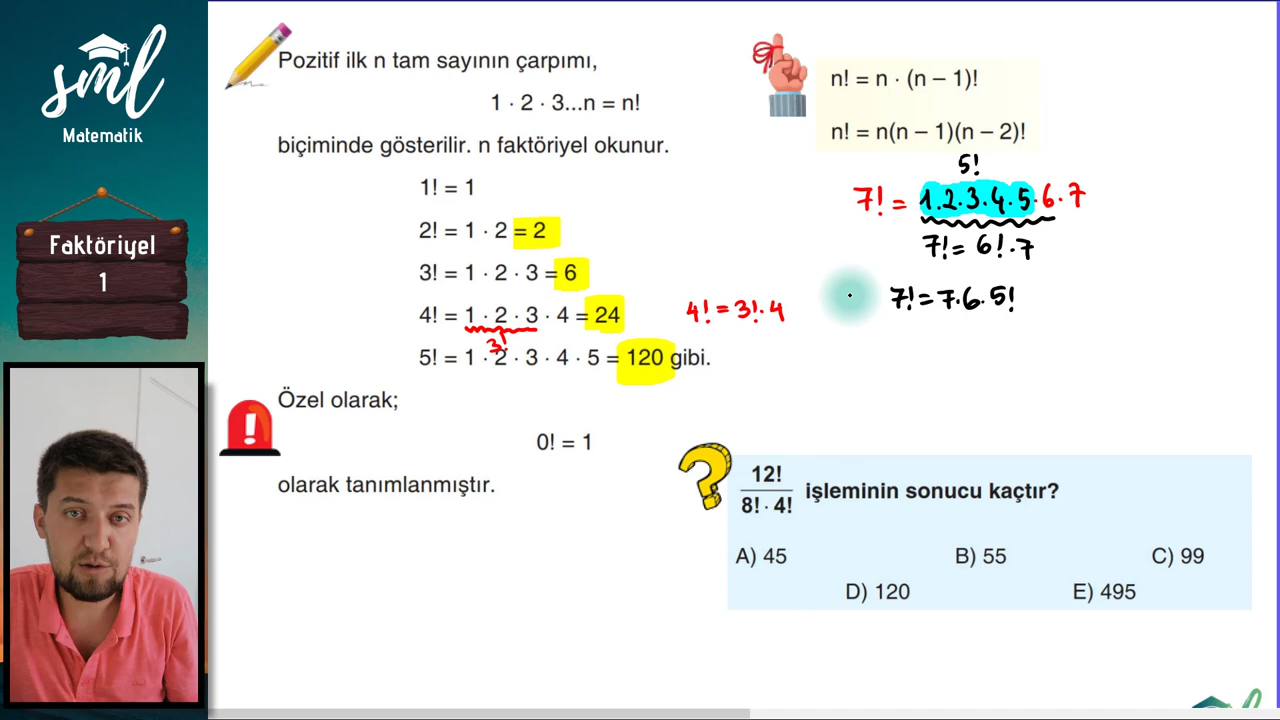 sml
Matematik
Faktöriyel
1
Pozitif ilk n tam sayının çarpımı,
1 · 2 · 3...n = n!
biçiminde gösterilir. n faktöriyel okunur.
1! = 1
2! = 1 · 2 = 2
3! = 1 · 2 · 3 = 6
4! = 1 · 2 · 3 · 4 = 24
3!
5! = 1 · 2 · 3 · 4 · 5 = 120 gibi.
4! = 3! · 4
Özel olarak;
0! = 1
olarak tanımlanmıştır.
n! = n · (n – 1)!
n! = n(n – 1)(n – 2)!
5!
7! = 1.2.3.4.5.6.7
7! = 6! · 7
7! = 7.6.5!
12!
8! · 4!
işleminin sonucu kaçtır?
A) 45 B) 55 C) 99
D) 120 E) 495